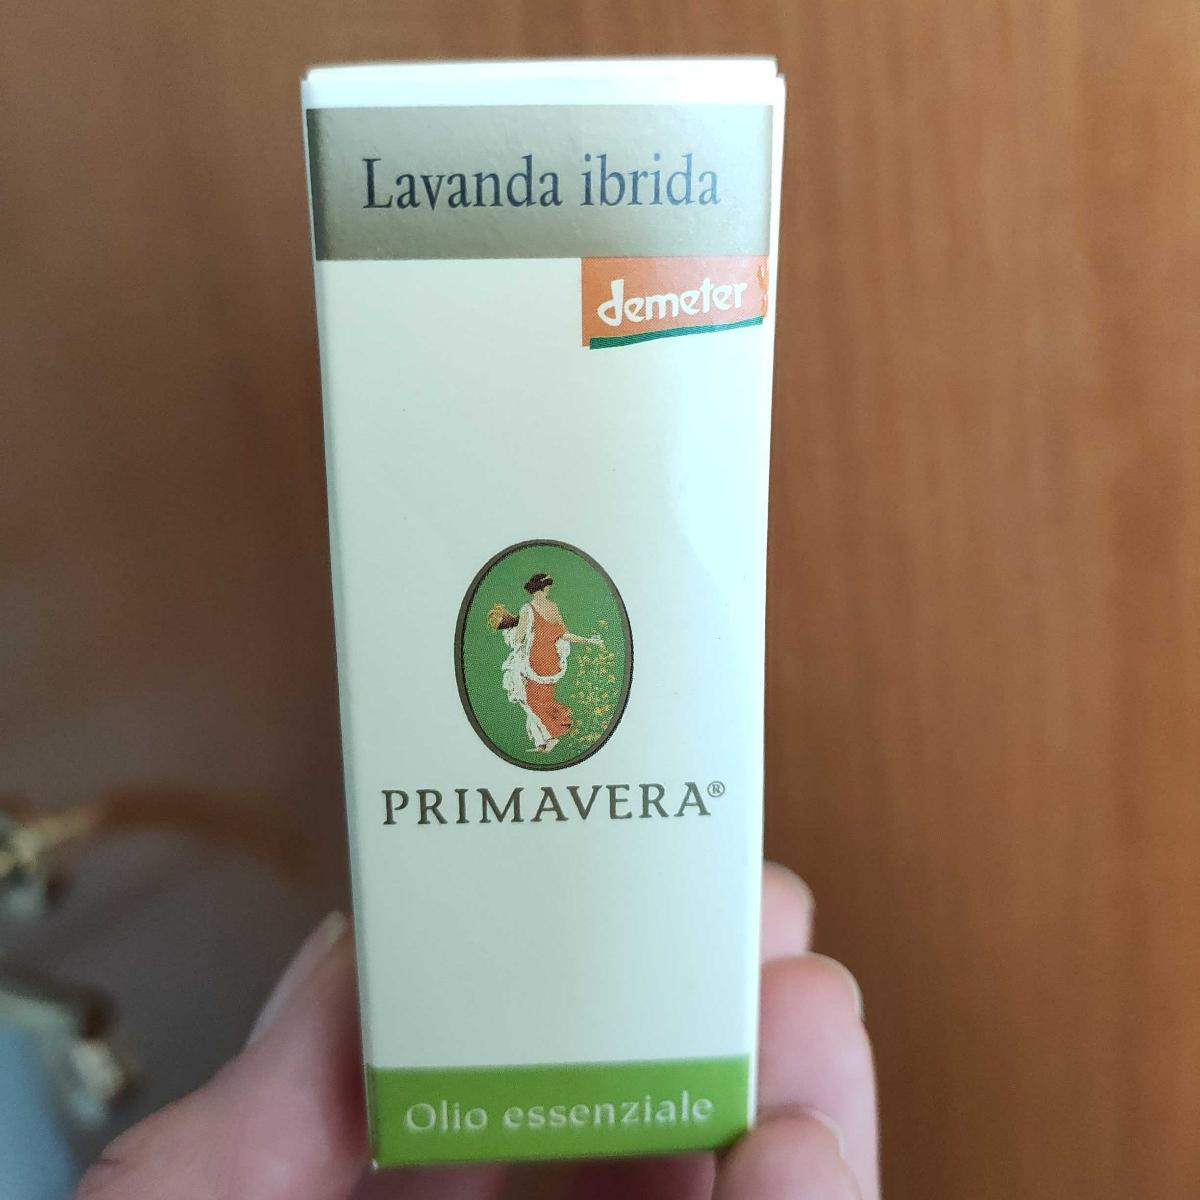 Lavanda ibrida
demeter
PRIMAVERA®
Olio essenziale